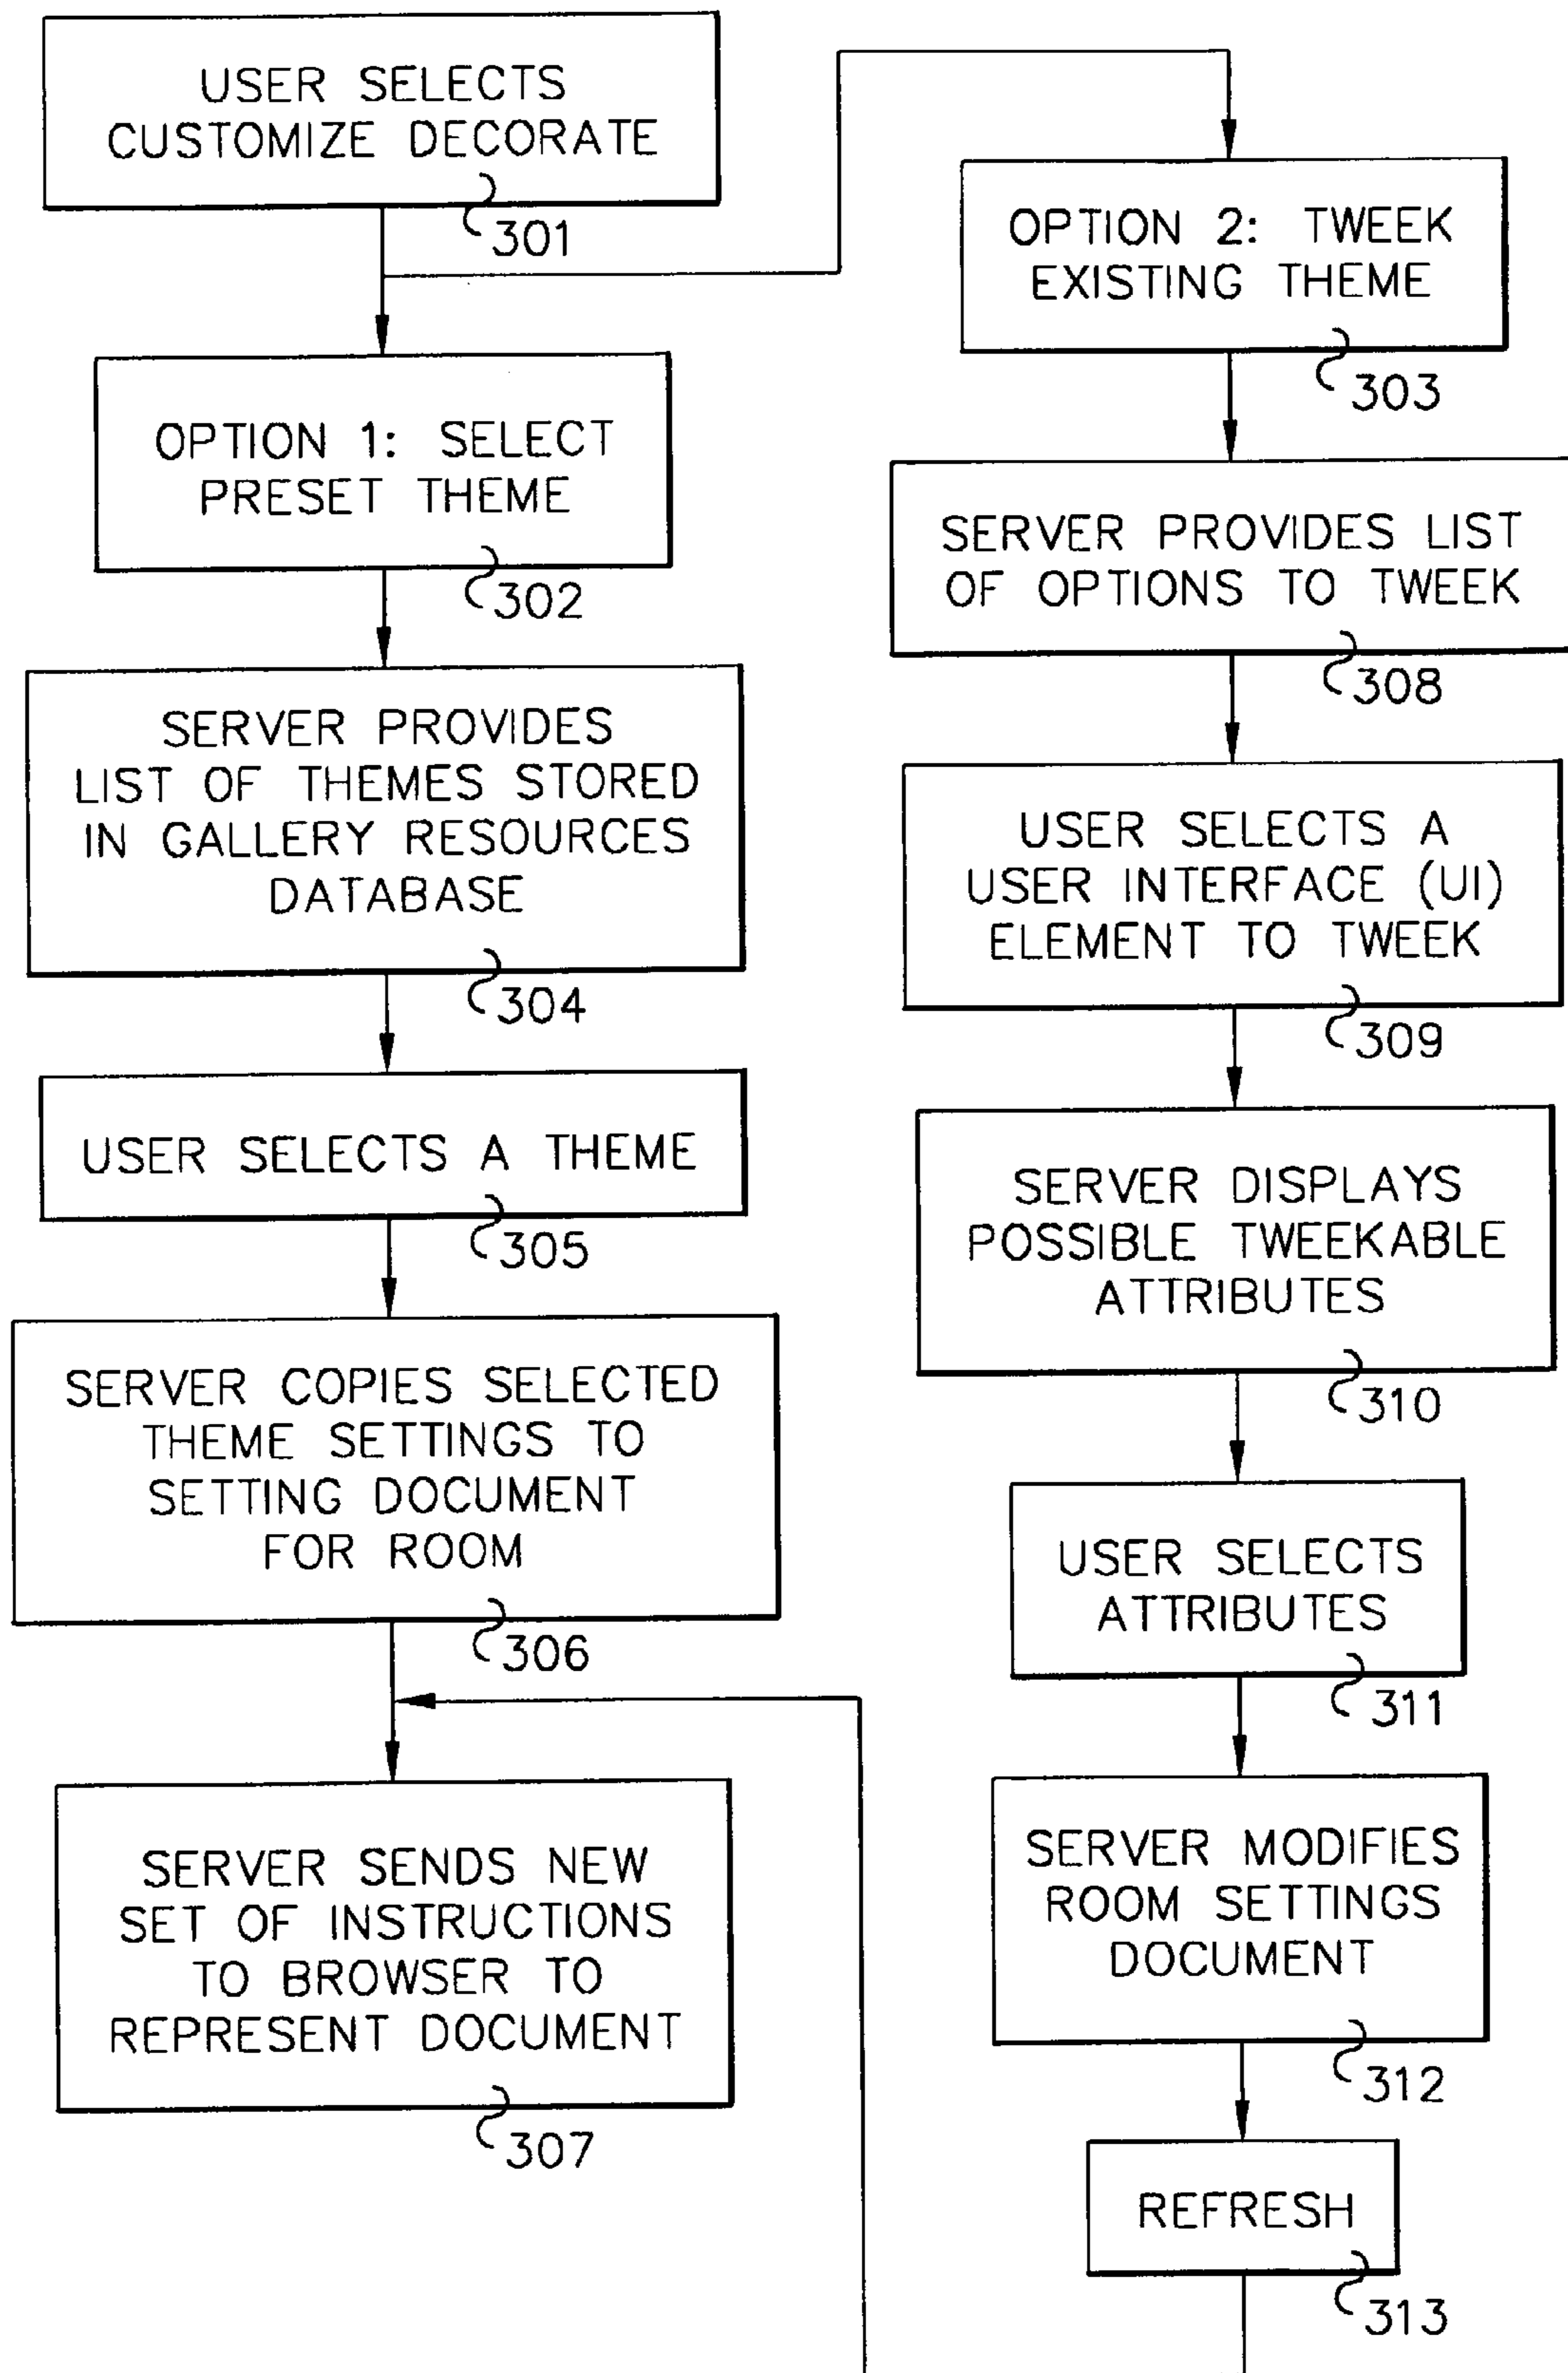 USER SELECTS
CUSTOMIZE DECORATE
301
OPTION 1: SELECT
PRESET THEME
302
SERVER PROVIDES
LIST OF THEMES STORED
IN GALLERY RESOURCES
DATABASE
304
USER SELECTS A THEME
305
SERVER COPIES SELECTED
THEME SETTINGS TO
SETTING DOCUMENT
FOR ROOM
306
SERVER SENDS NEW
SET OF INSTRUCTIONS
TO BROWSER TO
REPRESENT DOCUMENT
307
OPTION 2: TWEEK
EXISTING THEME
303
SERVER PROVIDES LIST
OF OPTIONS TO TWEEK
308
USER SELECTS A
USER INTERFACE (UI)
ELEMENT TO TWEEK
309
SERVER DISPLAYS
POSSIBLE TWEEKABLE
ATTRIBUTES
310
USER SELECTS
ATTRIBUTES
311
SERVER MODIFIES
ROOM SETTINGS
DOCUMENT
312
REFRESH
313